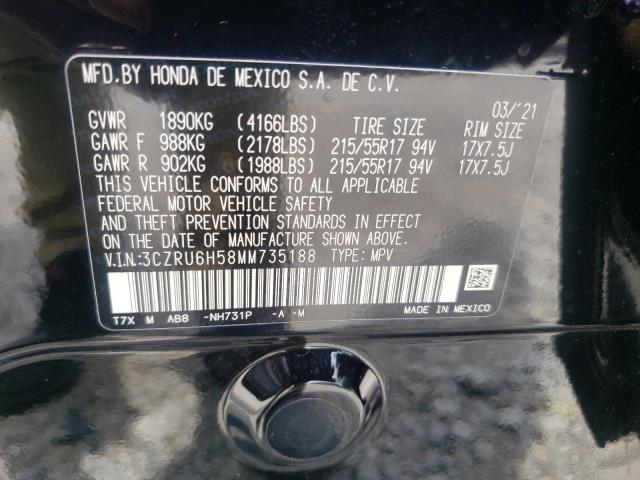 MFD.BY HONDA DE MEXICO S.A. DE C.V.
03/'21
GVWR 1890KG (4166LBS) TIRE SIZE RIM SIZE
GAWR F 988KG (2178LBS) 215/55R17 94V 17X7.5J
GAWR R 902KG (1988LBS) 215/55R17 94V 17X7.5J
THIS VEHICLE CONFORMS TO ALL APPLICABLE
FEDERAL MOTOR VEHICLE SAFETY
AND THEFT PREVENTION STANDARDS IN EFFECT
ON THE DATE OF MANUFACTURE SHOWN ABOVE.
V.I.N.:3CZRU6H58MM735188 TYPE: MPV
T7X M AB8 -NH731P -A -M MADE IN MEXICO